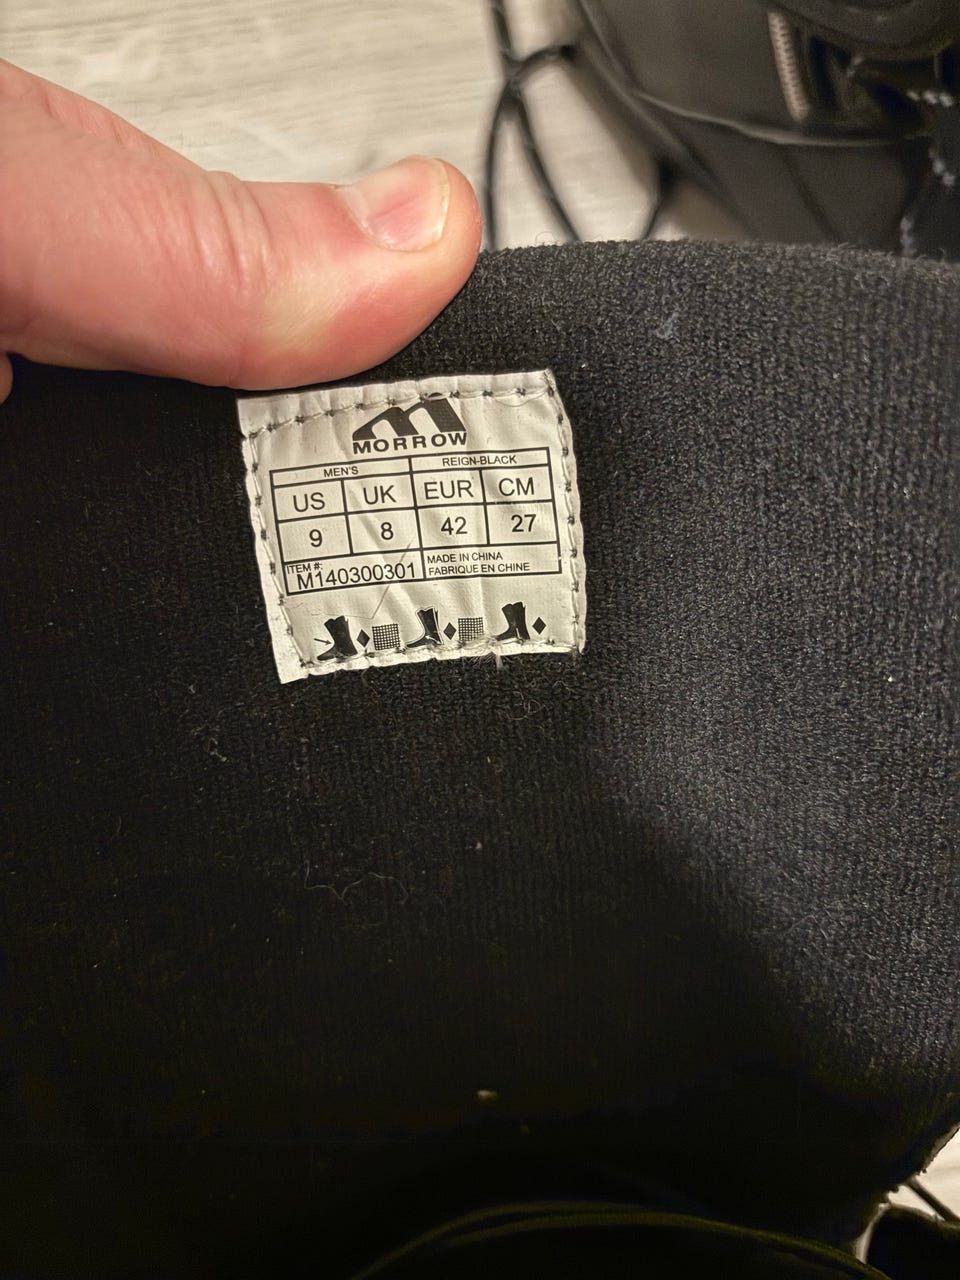 MORROW
MEN'S REIGN-BLACK
US UK EUR CM
9 8 42 27
ITEM #: MADE IN CHINA
M140300301 FABRIQUE EN CHINE